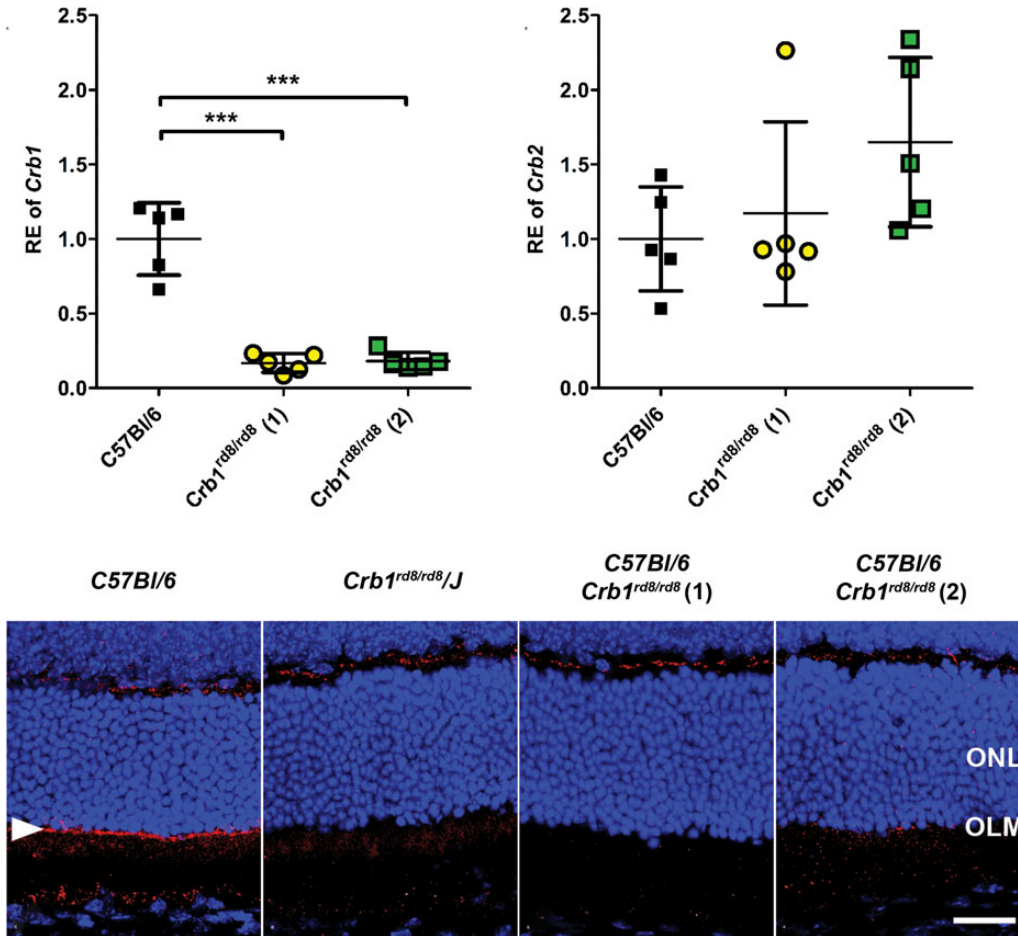 2.5
2.0
1.5
1.0
0.5
0.0
RE of Crb1
***
***
C57Bl/6
Crb1rd8/rd8 (1)
Crb1rd8/rd8 (2)
2.5
2.0
1.5
1.0
0.5
0.0
RE of Crb2
C57Bl/6
Crb1rd8/rd8 (1)
Crb1rd8/rd8 (2)
C57Bl/6
Crb1rd8/rd8/J
C57Bl/6
Crb1rd8/rd8 (1)
C57Bl/6
Crb1rd8/rd8 (2)
ONL
OLM